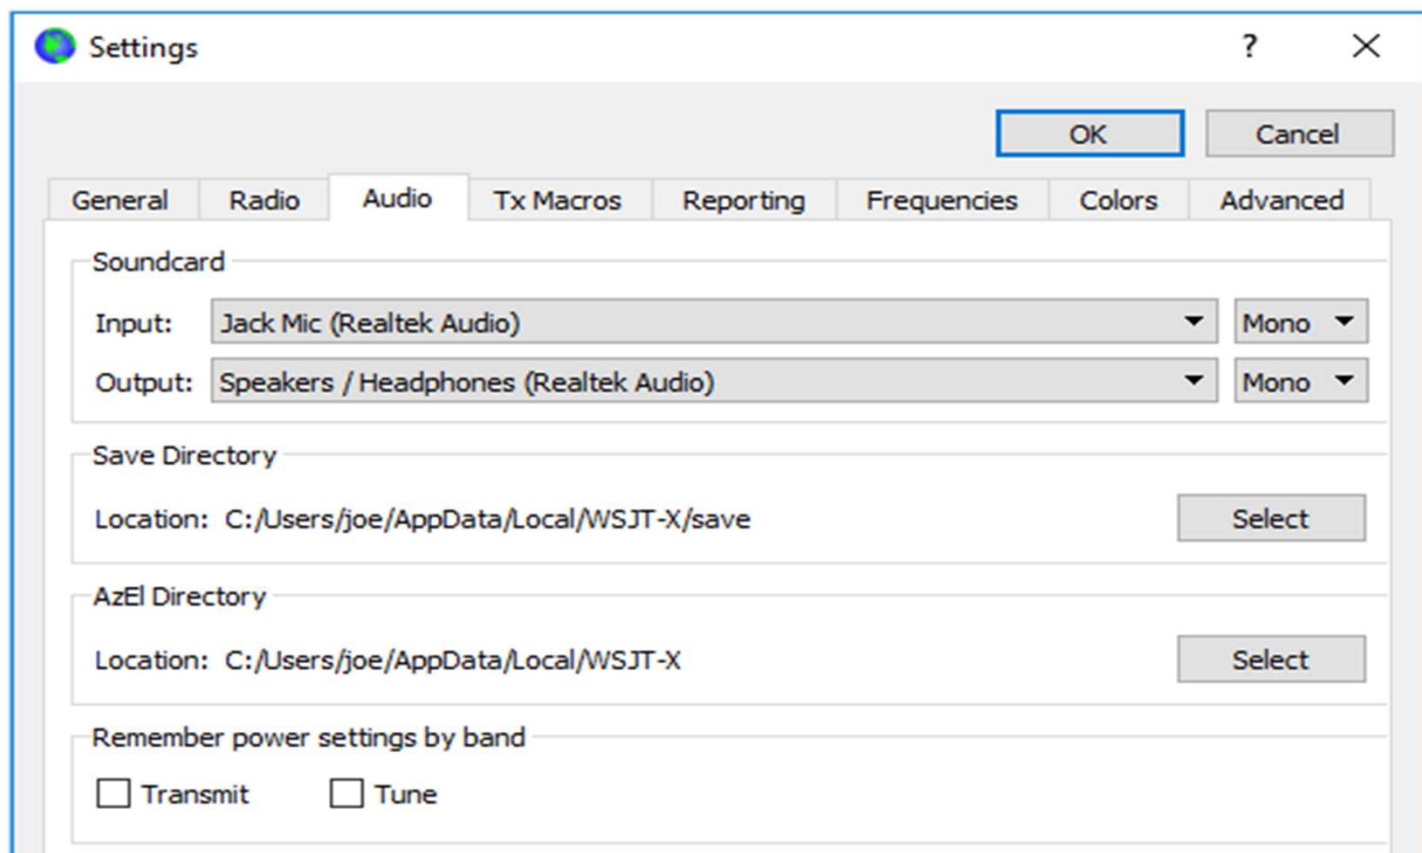 Settings ?
OK Cancel
General Radio Audio Tx Macros Reporting Frequencies Colors Advanced
Soundcard
Input: Jack Mic (Realtek Audio) Mono
Output: Speakers / Headphones (Realtek Audio) Mono
Save Directory
Location: C:/Users/joe/AppData/Local/WSJT-X/save Select
AzEl Directory
Location: C:/Users/joe/AppData/Local/WSJT-X Select
Remember power settings by band
Transmit Tune